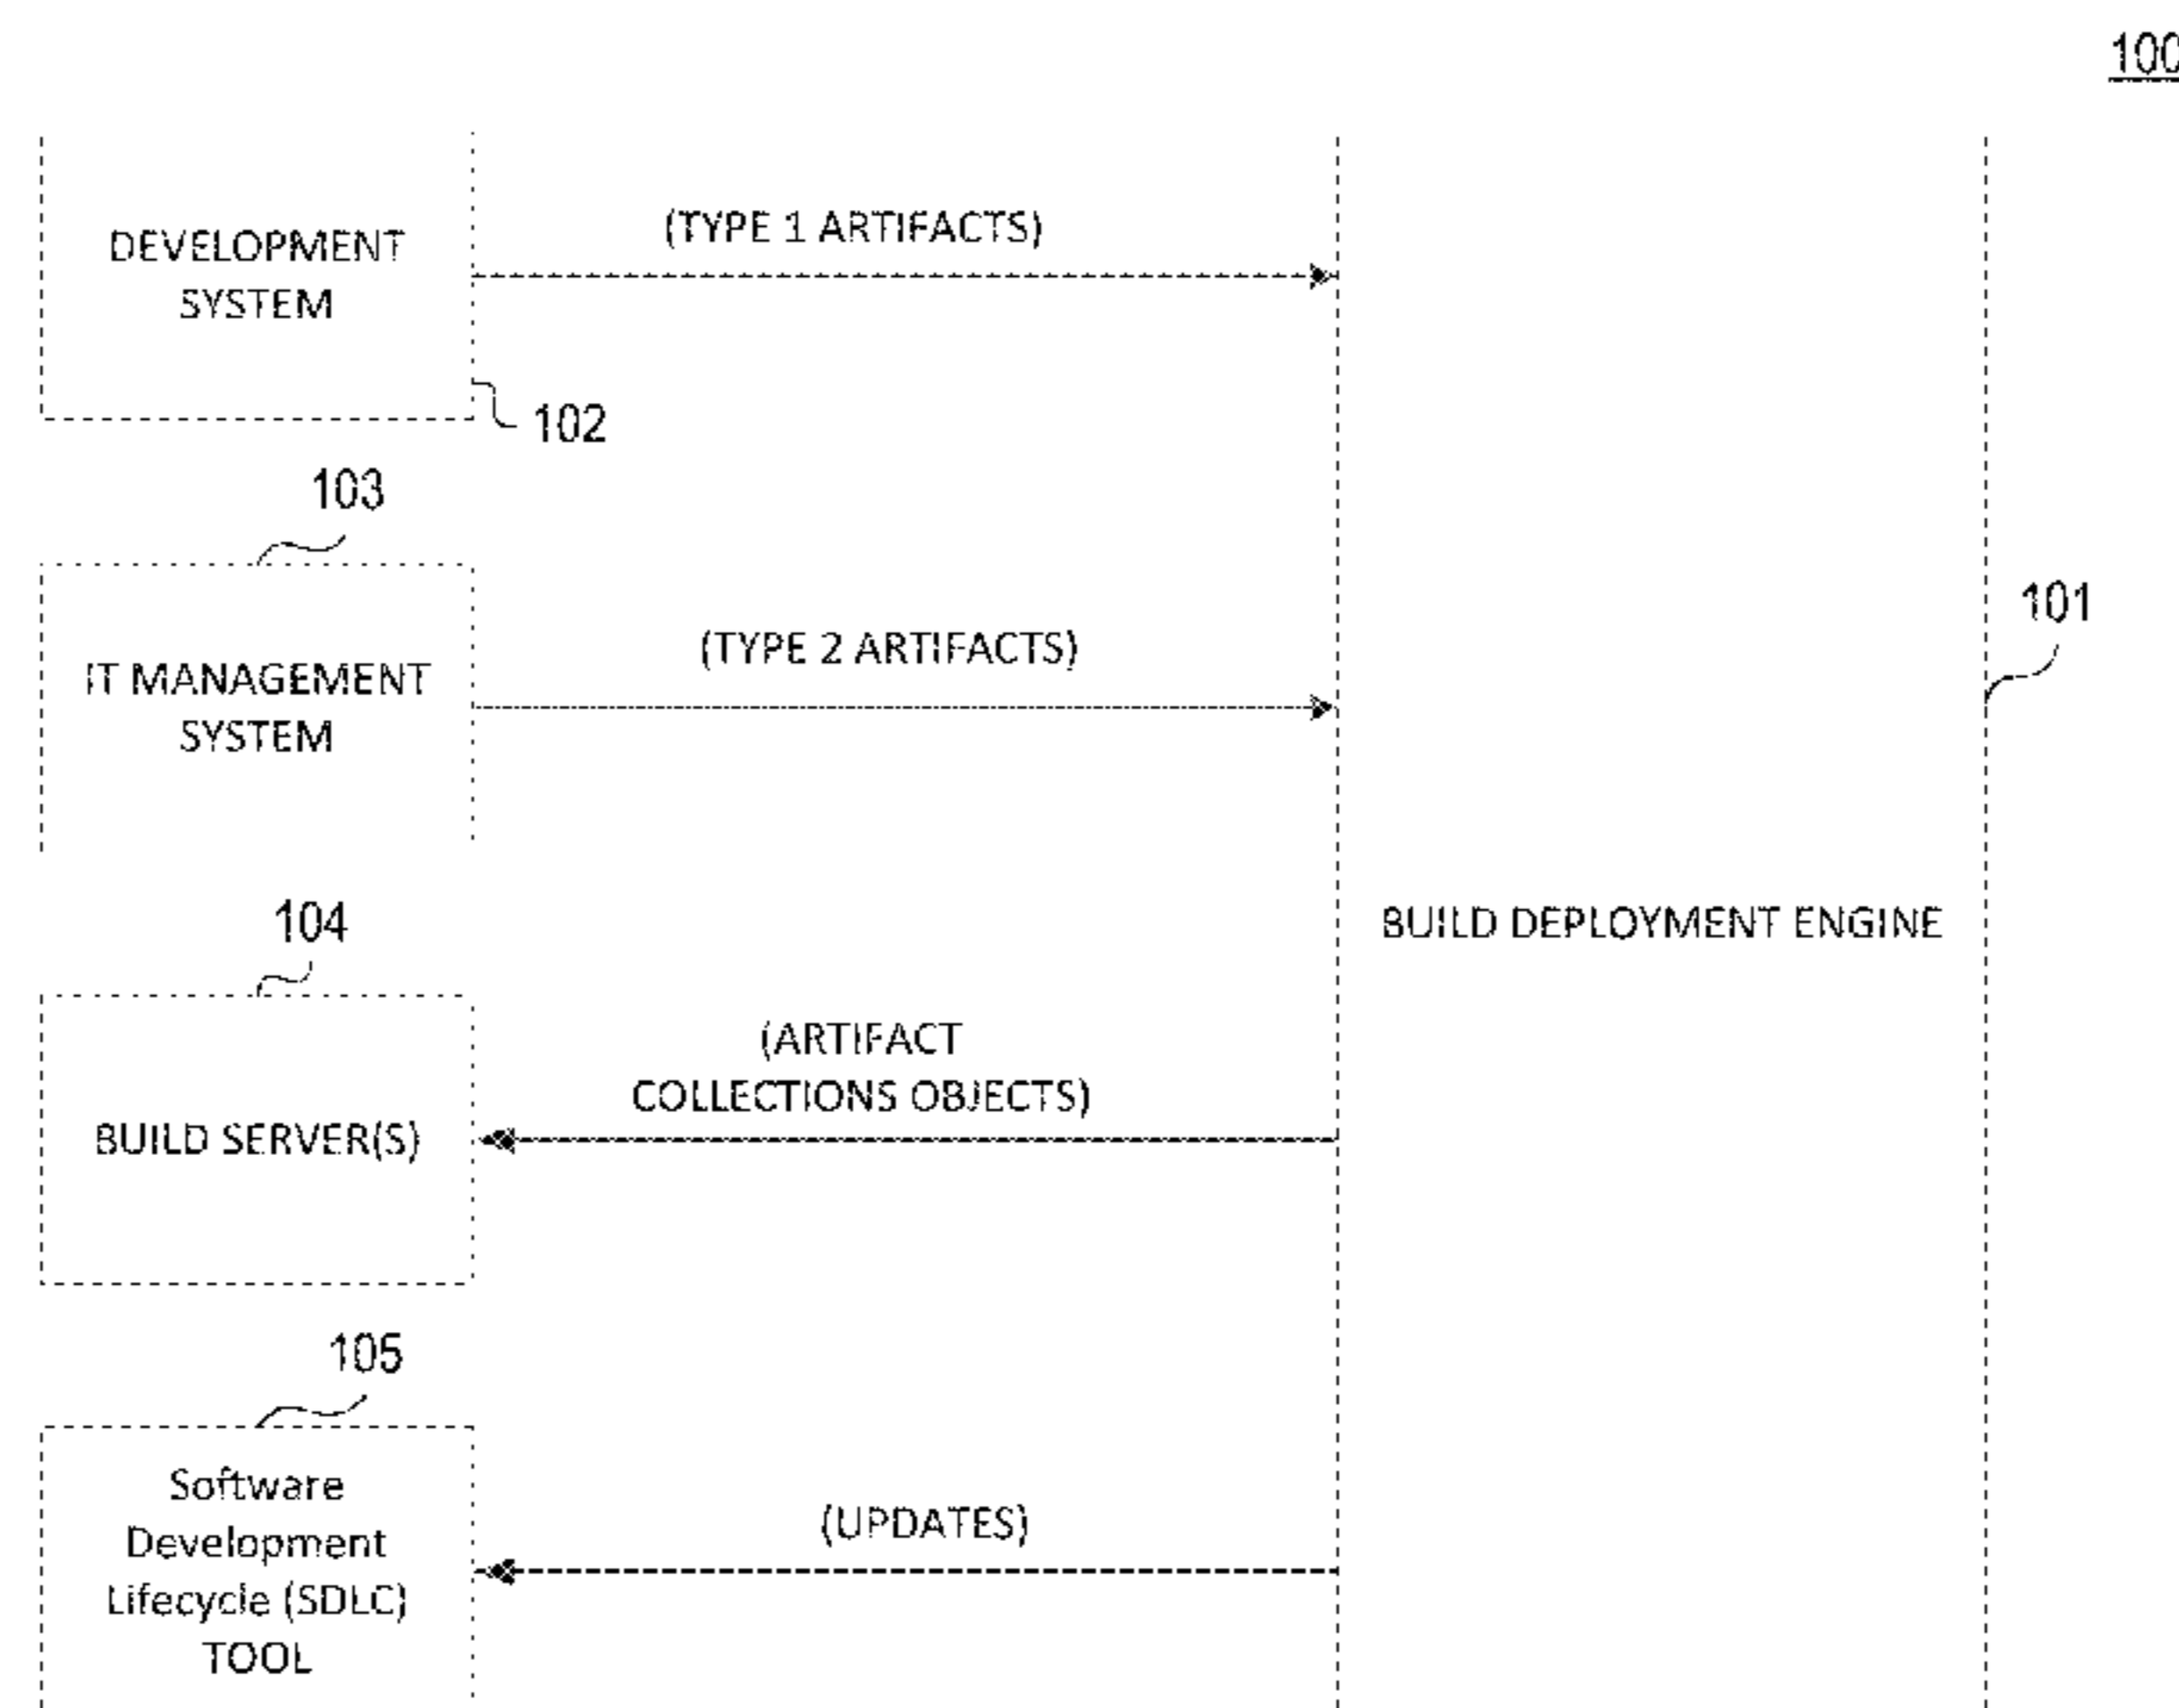 100
DEVELOPMENT
SYSTEM
(TYPE 1 ARTIFACTS)
102
103
IT MANAGEMENT
SYSTEM
(TYPE 2 ARTIFACTS)
101
104
BUILD DEPLOYMENT ENGINE
BUILD SERVER(S)
(ARTIFACT
COLLECTIONS OBJECTS)
105
Software
Development
Lifecycle (SDLC)
TOOL
(UPDATES)